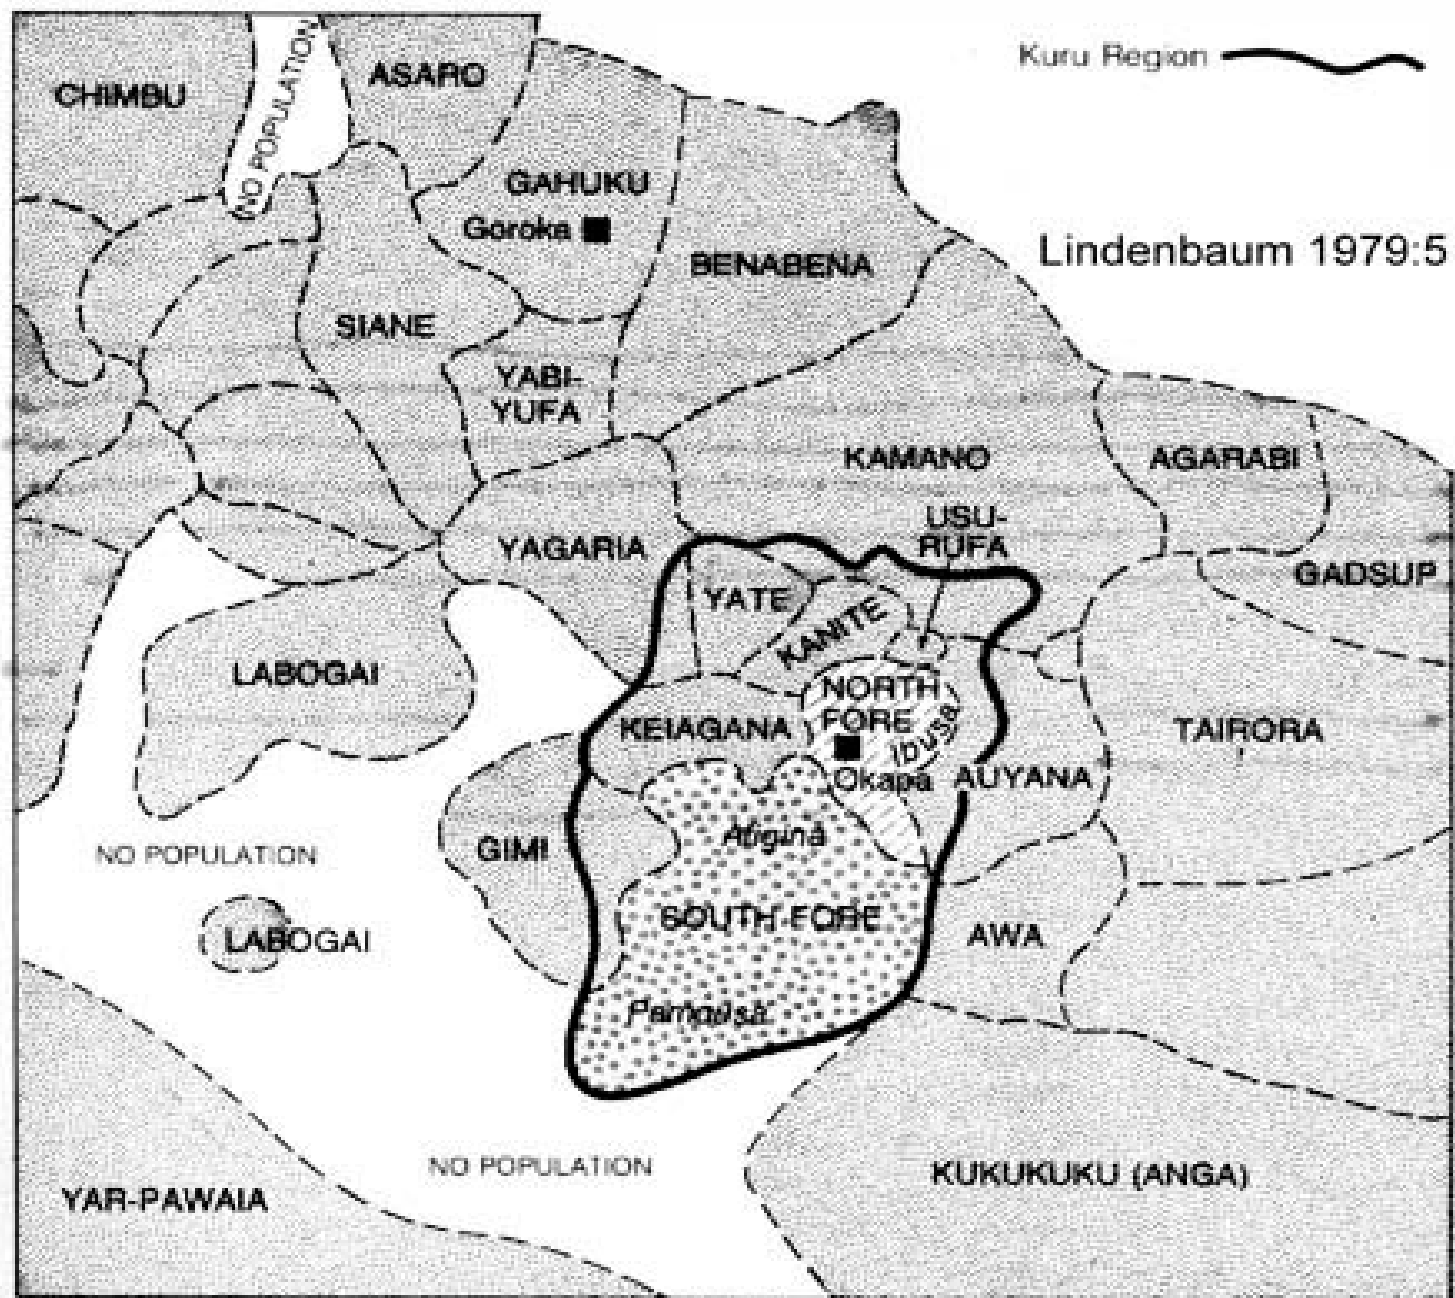 Kuru Region
ASARO
CHIMBU
NO POPULATION
GAHUKU
Goroka
Lindenbaum 1979:5
BENABENA
SIANE
YABI-
YUFA
KAMANO
AGARABI
USU-
RUFA
YAGARIA
GADSUP
YATE
KANITE
LABOGAI
NORTH
FORE
Ibusa
KEIAGANA
TAIRORA
Okapa
AUYANA
Atigina
GIMI
NO POPULATION
SOUTH FORE
AWA
LABOGAI
Pamousa
NO POPULATION
KUKUKUKU (ANGA)
YAR-PAWAIA